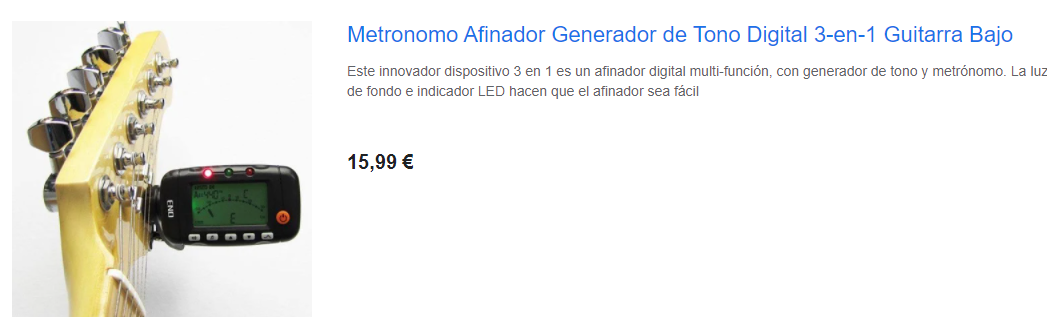 Metronomo Afinador Generador de Tono Digital 3-en-1 Guitarra Bajo
Este innovador dispositivo 3 en 1 es un afinador digital multi-función, con generador de tono y metrónomo. La luz
de fondo e indicador LED hacen que el afinador sea fácil
15,99 €
ENO
E